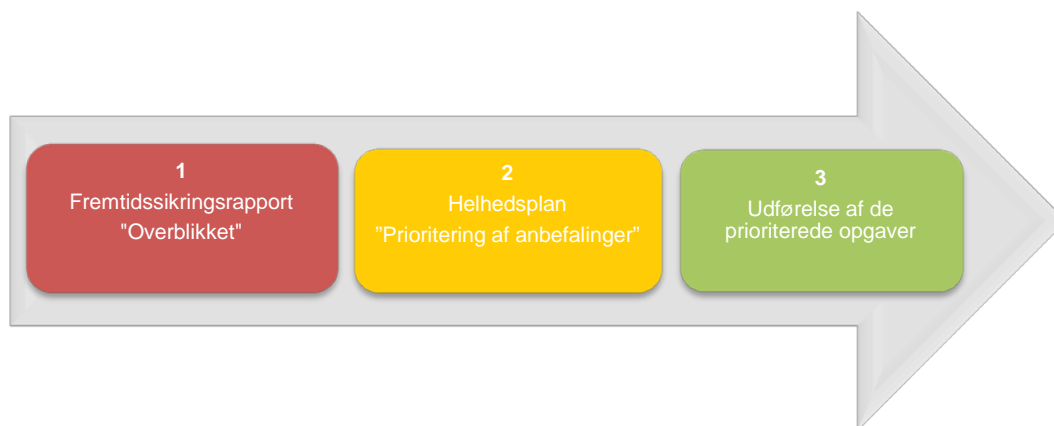 1
Fremtidssikringsrapport
"Overblikket"
2
Helhedsplan
”Prioritering af anbefalinger”
3
Udførelse af de
prioriterede opgaver